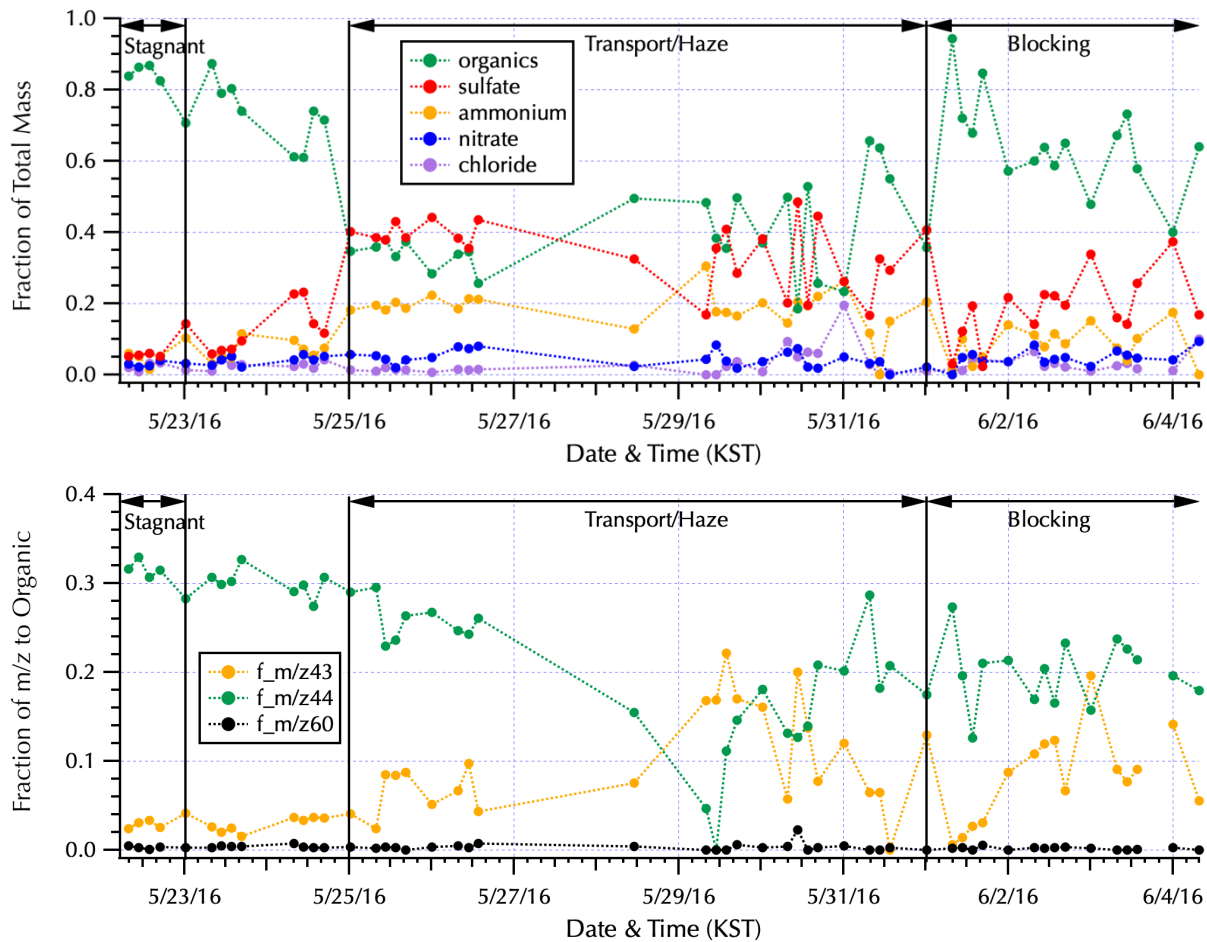 Fraction of Total Mass
1.0
0.8
0.6
0.4
0.2
0.0
Stagnant
Transport/Haze
Blocking
organics
sulfate
ammonium
nitrate
chloride
5/23/16 5/25/16 5/27/16 5/29/16 5/31/16 6/2/16 6/4/16
Date & Time (KST)
Fraction of m/z to Organic
0.4
0.3
0.2
0.1
0.0
Stagnant
Transport/Haze
Blocking
f_m/z43
f_m/z44
f_m/z60
5/23/16 5/25/16 5/27/16 5/29/16 5/31/16 6/2/16 6/4/16
Date & Time (KST)